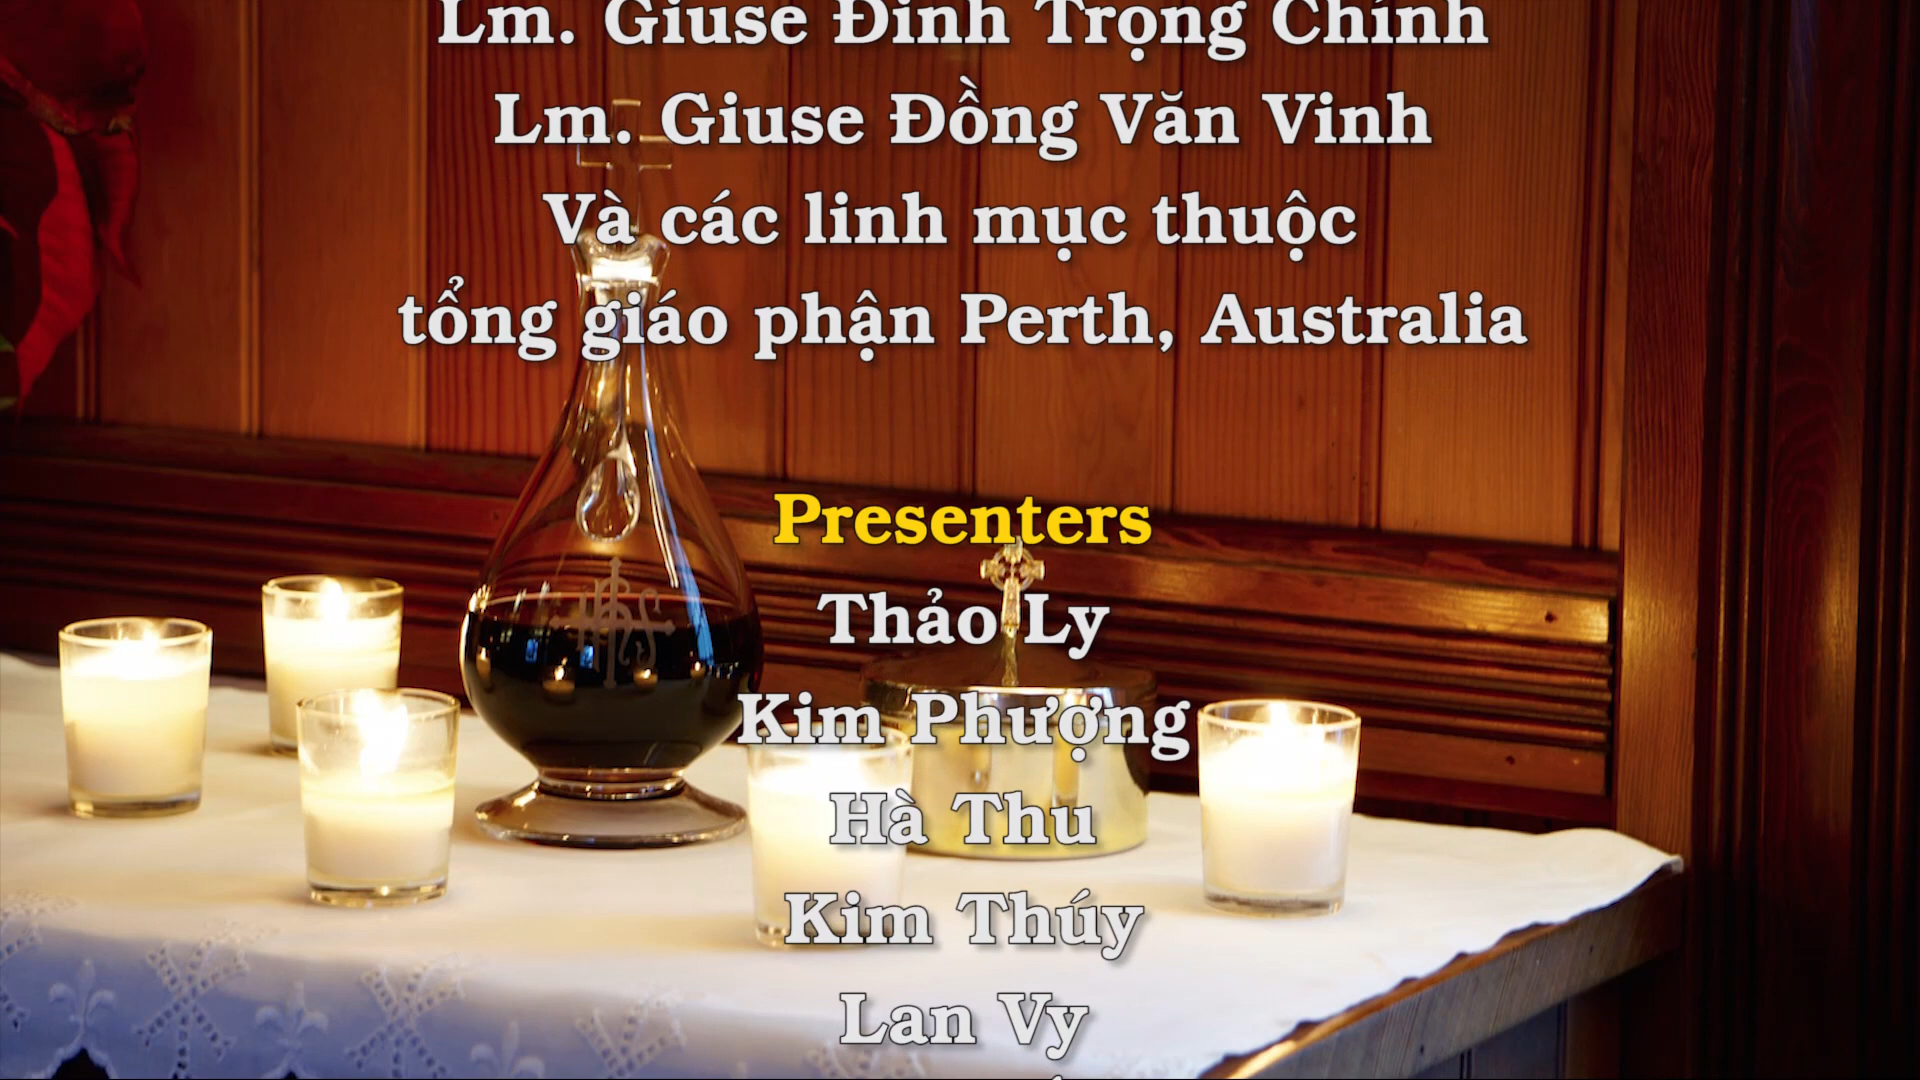 Lm. Giuse Đinh Trọng Chính
Lm. Giuse Đồng Văn Vinh
Và các linh mục thuộc
tổng giáo phận Perth, Australia
Presenters
Thảo Ly
Kim Phượng
Hà Thu
Kim Thúy
Lan Vy
IHS